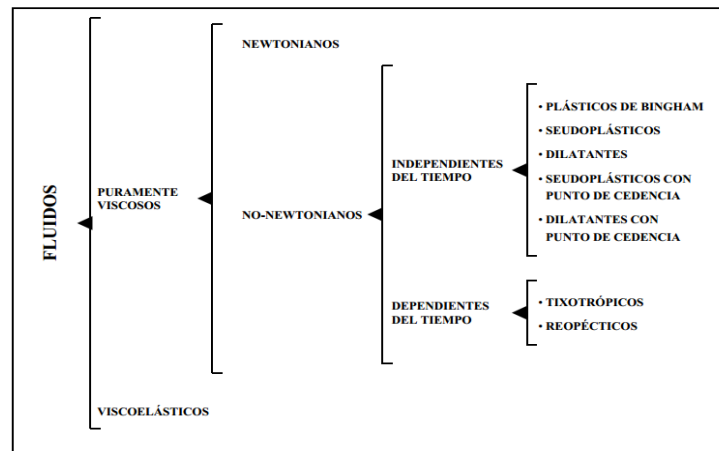 FLUIDOS
PURAMENTE
VISCOSOS
VISCOELÁSTICOS
NEWTONIANOS
NO-NEWTONIANOS
INDEPENDIENTES
DEL TIEMPO
DEPENDIENTES
DEL TIEMPO
• PLÁSTICOS DE BINGHAM
• SEUDOPLÁSTICOS
• DILATANTES
• SEUDOPLÁSTICOS CON
PUNTO DE CEDENCIA
• DILATANTES CON
PUNTO DE CEDENCIA
• TIXOTRÓPICOS
• REOPÉCTICOS